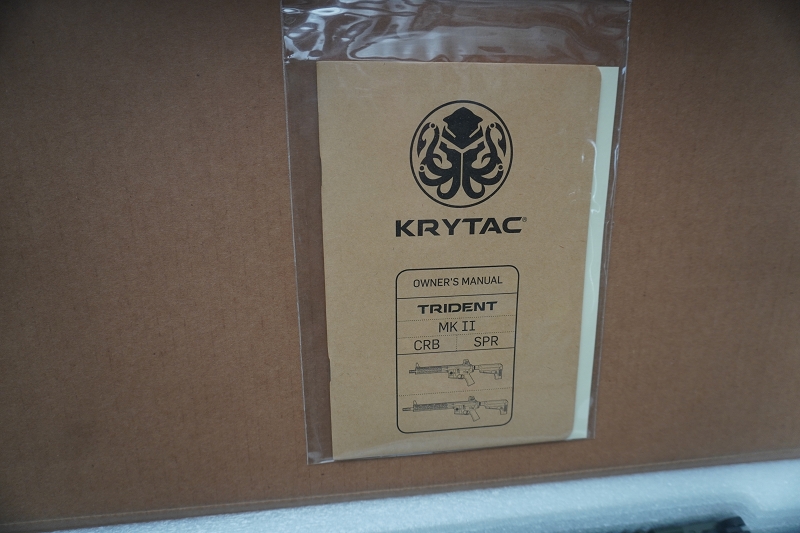 KRYTAC®
OWNER'S MANUAL
TRIDENT
MK II
CRB SPR